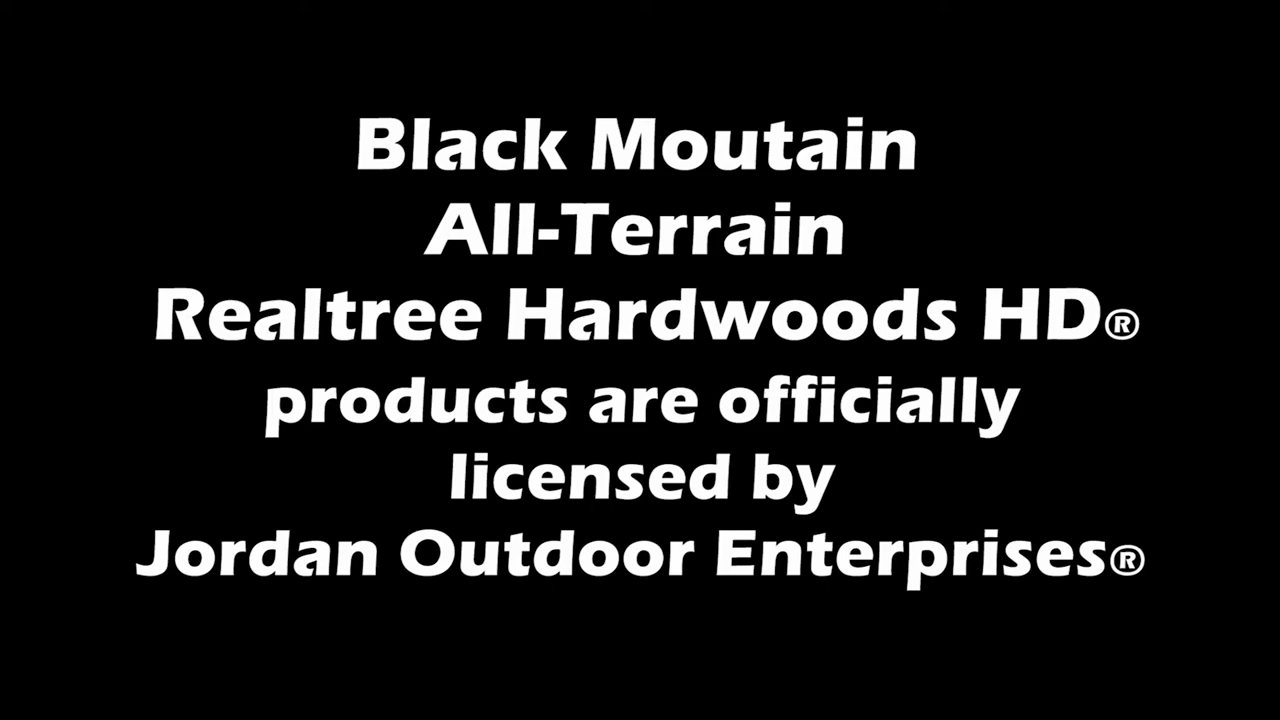 Black Moutain
All-Terrain
Realtree Hardwoods HD®
products are officially
licensed by
Jordan Outdoor Enterprises®